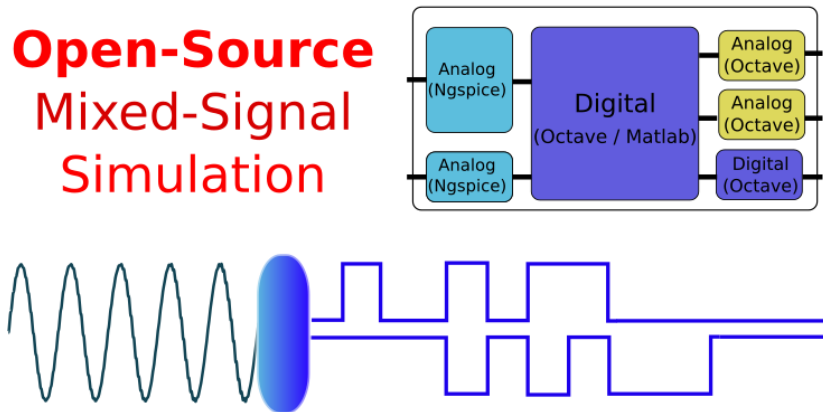 Open-Source
Mixed-Signal
Simulation
Analog
(Ngspice)
Analog
(Ngspice)
Digital
(Octave / Matlab)
Analog
(Octave)
Analog
(Octave)
Digital
(Octave)